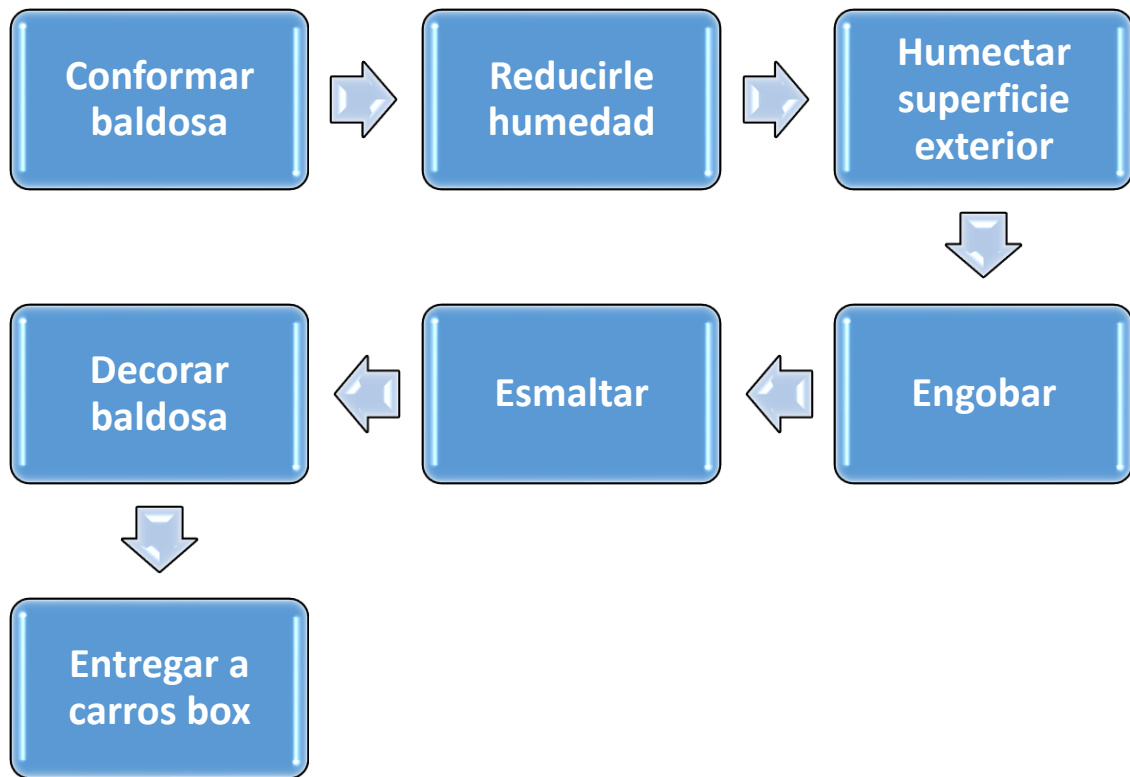 Conformar
baldosa
Reducirle
humedad
Humectar
superficie
exterior
Engobar
Esmaltar
Decorar
baldosa
Entregar a
carros box